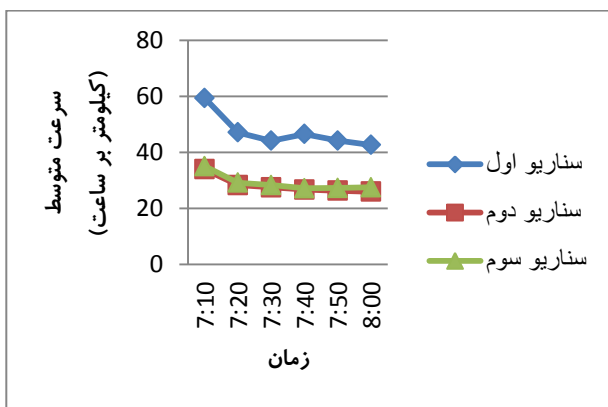 80
60
40
20
0
سرعت متوسط
(کیلومتر بر ساعت)
7:10
7:20
7:30
7:40
7:50
8:00
زمان
سناریو اول
سناریو دوم
سناریو سوم